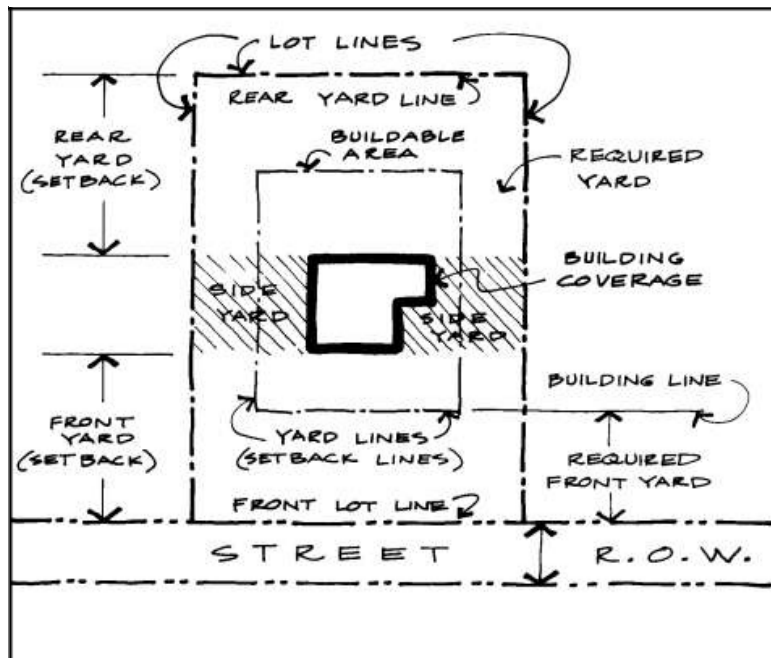 LOT LINES
REAR YARD LINE
REAR
YARD
(SETBACK)
BUILDABLE
AREA
REQUIRED
YARD
BUILDING
COVERAGE
SIDE
YARD
SIDE
YARD
BUILDING LINE
FRONT
YARD
(SETBACK)
YARD LINES
(SETBACK LINES)
REQUIRED
FRONT YARD
FRONT LOT LINE
STREET R.O.W.